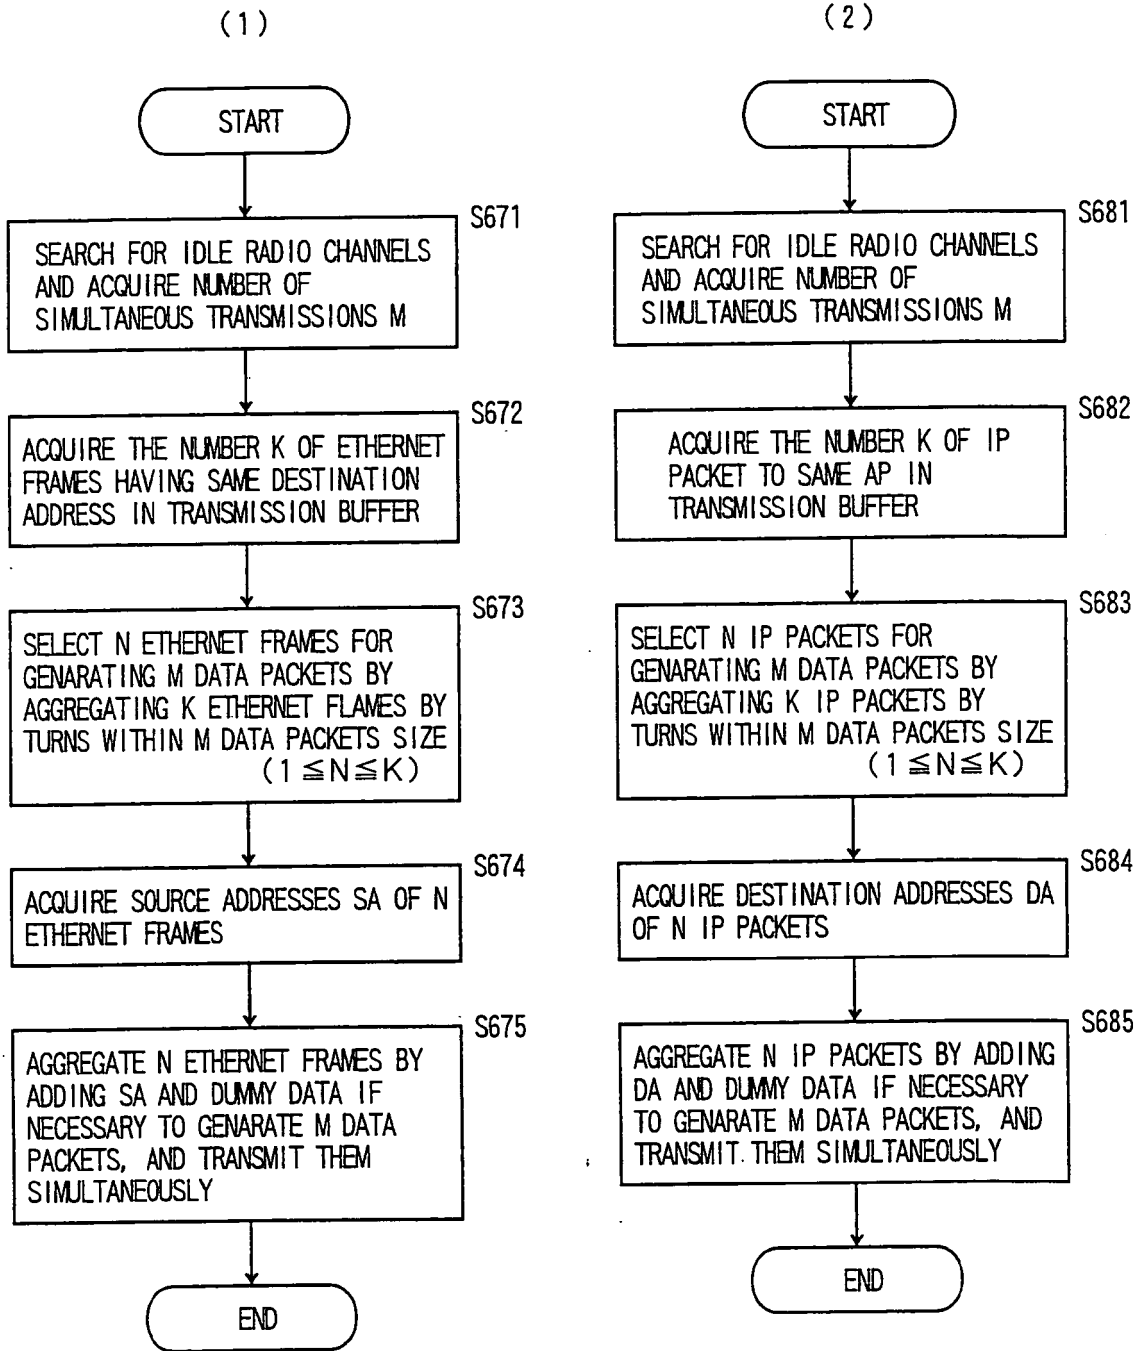 (1)
START
S671
SEARCH FOR IDLE RADIO CHANNELS
AND ACQUIRE NUMBER OF
SIMULTANEOUS TRANSMISSIONS M
S672
ACQUIRE THE NUMBER K OF ETHERNET
FRAMES HAVING SAME DESTINATION
ADDRESS IN TRANSMISSION BUFFER
S673
SELECT N ETHERNET FRAMES FOR
GENARATING M DATA PACKETS BY
AGGREGATING K ETHERNET FLAMES BY
TURNS WITHIN M DATA PACKETS SIZE
(1≦N≦K)
S674
ACQUIRE SOURCE ADDRESSES SA OF N
ETHERNET FRAMES
S675
AGGREGATE N ETHERNET FRAMES BY
ADDING SA AND DUMMY DATA IF
NECESSARY TO GENARATE M DATA
PACKETS, AND TRANSMIT THEM
SIMULTANEOUSLY
END
(2)
START
S681
SEARCH FOR IDLE RADIO CHANNELS
AND ACQUIRE NUMBER OF
SIMULTANEOUS TRANSMISSIONS M
S682
ACQUIRE THE NUMBER K OF IP
PACKET TO SAME AP IN
TRANSMISSION BUFFER
S683
SELECT N IP PACKETS FOR
GENARATING M DATA PACKETS BY
AGGREGATING K IP PACKETS BY
TURNS WITHIN M DATA PACKETS SIZE
(1≦N≦K)
S684
ACQUIRE DESTINATION ADDRESSES DA
OF N IP PACKETS
S685
AGGREGATE N IP PACKETS BY ADDING
DA AND DUMMY DATA IF NECESSARY
TO GENARATE M DATA PACKETS, AND
TRANSMIT THEM SIMULTANEOUSLY
END